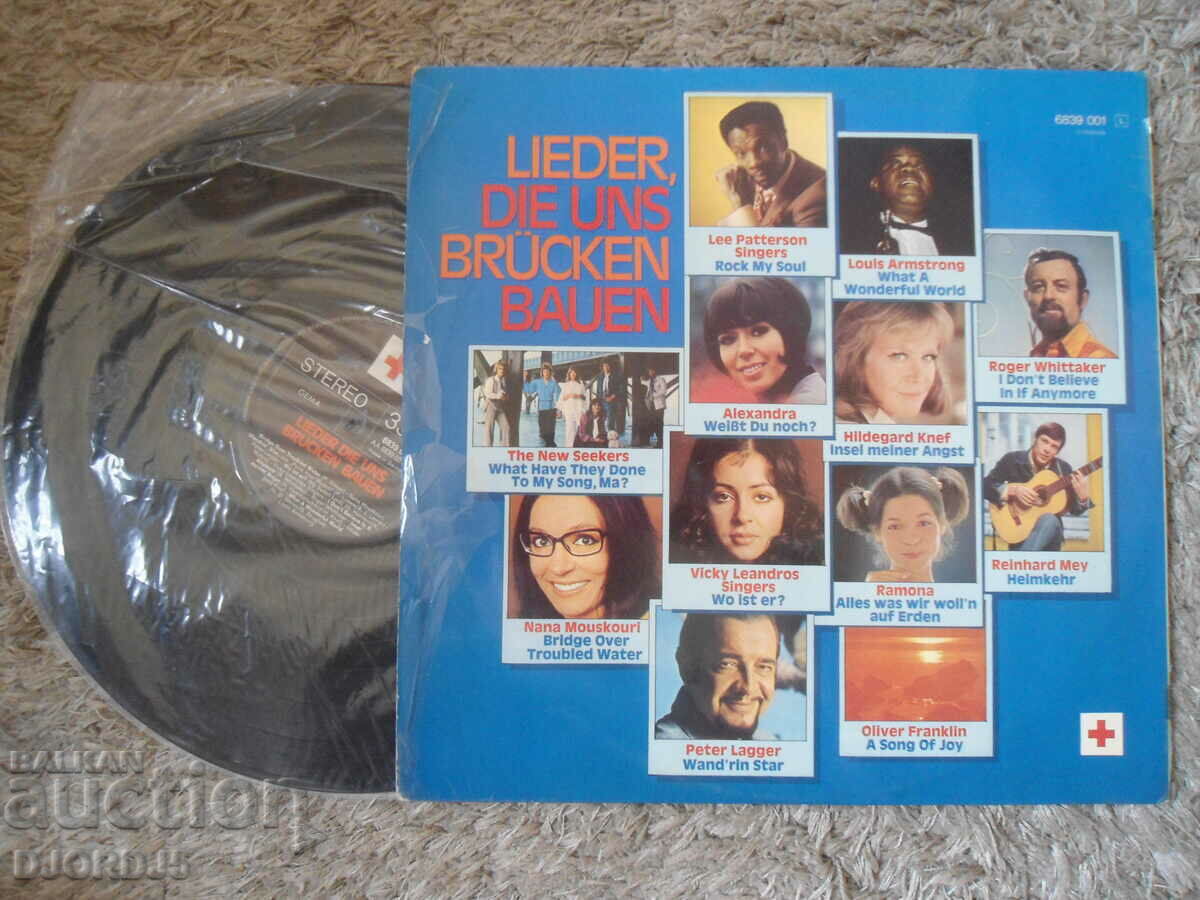 LIEDER,
DIE UNS
BRÜCKEN
BAUEN
6839 001 L
Lee Patterson
Singers
Rock My Soul
Louis Armstrong
What A
Wonderful World
Roger Whittaker
I Don't Believe
In If Anymore
Alexandra
Weißt Du noch?
Hildegard Knef
Insel meiner Angst
The New Seekers
What Have They Done
To My Song, Ma?
Vicky Leandros
Singers
Wo ist er?
Ramona
Alles was wir woll'n
auf Erden
Reinhard Mey
Heimkehr
Nana Mouskouri
Bridge Over
Troubled Water
Peter Lagger
Wand'rin Star
Oliver Franklin
A Song Of Joy
STEREO
GEMA
LIEDER DIE UNS
BRÜCKEN BAUEN
BALKAN
auction
DJORDJ5